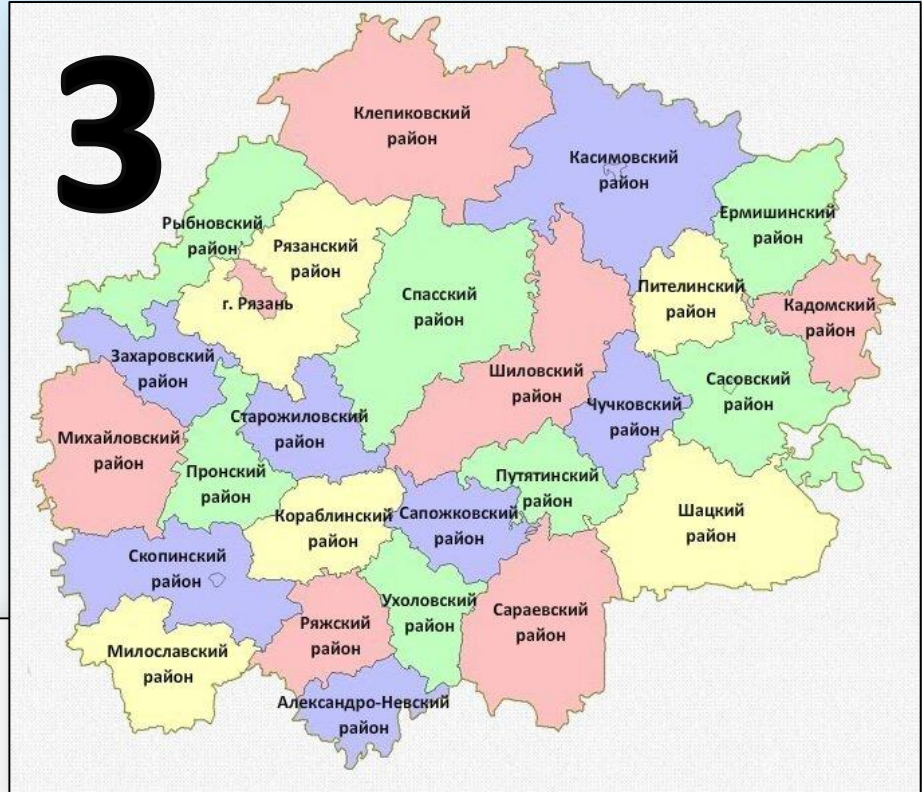 3
Клепиковский
район
Касимовский
район
Рыбновский
район
Рязанский
район
Ермишинский
район
г. Рязань
Спасский
район
Пителинский
район
Кадомский
район
Захаровский
район
Шиловский
район
Сасовский
район
Чучковский
район
Старожиловский
район
Михайловский
район
Пронский
район
Путятинский
район
Кораблинский
район
Сапожковский
район
Шацкий
район
Скопинский
район
Ряжский
район
Ухоловский
район
Сараевский
район
Милославский
район
Александро-Невский
район